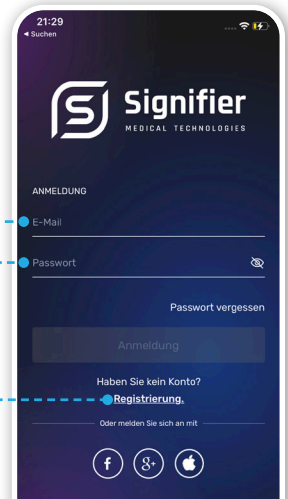 21:29
◀ Suchen
S Signifier
MEDICAL TECHNOLOGIES
ANMELDUNG
E-Mail
Passwort
Passwort vergessen
Anmeldung
Haben Sie kein Konto?
Registrierung.
Oder melden Sie sich an mit
f g+